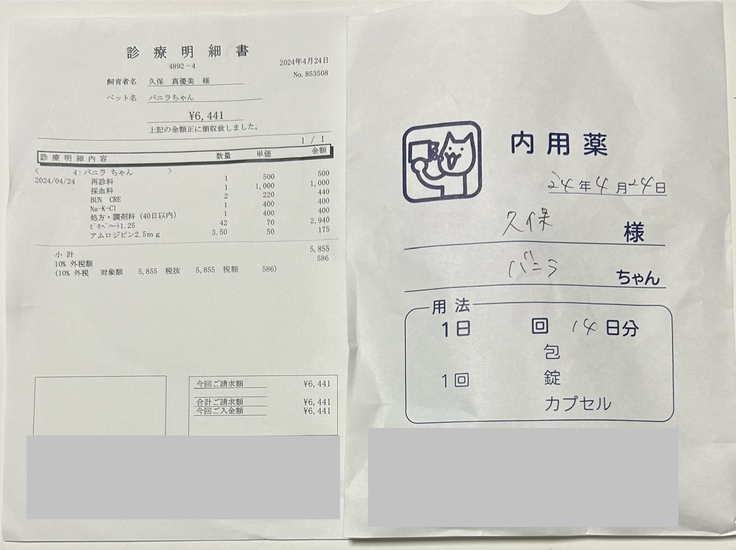 診療明細書
4892-4
2024年4月24日
No. 853508
飼育者名 久保 真優美 様
ペット名 バニラちゃん
¥6,441
上記の金額正に領収致しました。
1 / 1
診療明細内容 数量 単価 金額
< 4:バニラ ちゃん >
2024/04/24 再診料 1 500 500
採血料 1 1,000 1,000
BUN CRE 2 220 440
Na-K-Cl 1 400 400
処方・調剤料 (40日以内) 1 400 400
ピモベハート1.25 42 70 2,940
アムロジピン2.5mg 3.50 50 175
小計 5,855
10% 外税額 586
(10% 外税 対象額 5,855 税抜 5,855 税額 586)
今回ご請求額 ¥6,441
合計ご請求額 ¥6,441
今回ご入金額 ¥6,441
内用薬
24年4月24日
久保 様
バニラ ちゃん
用法
1日 回 14日分
包
1回 錠
カプセル